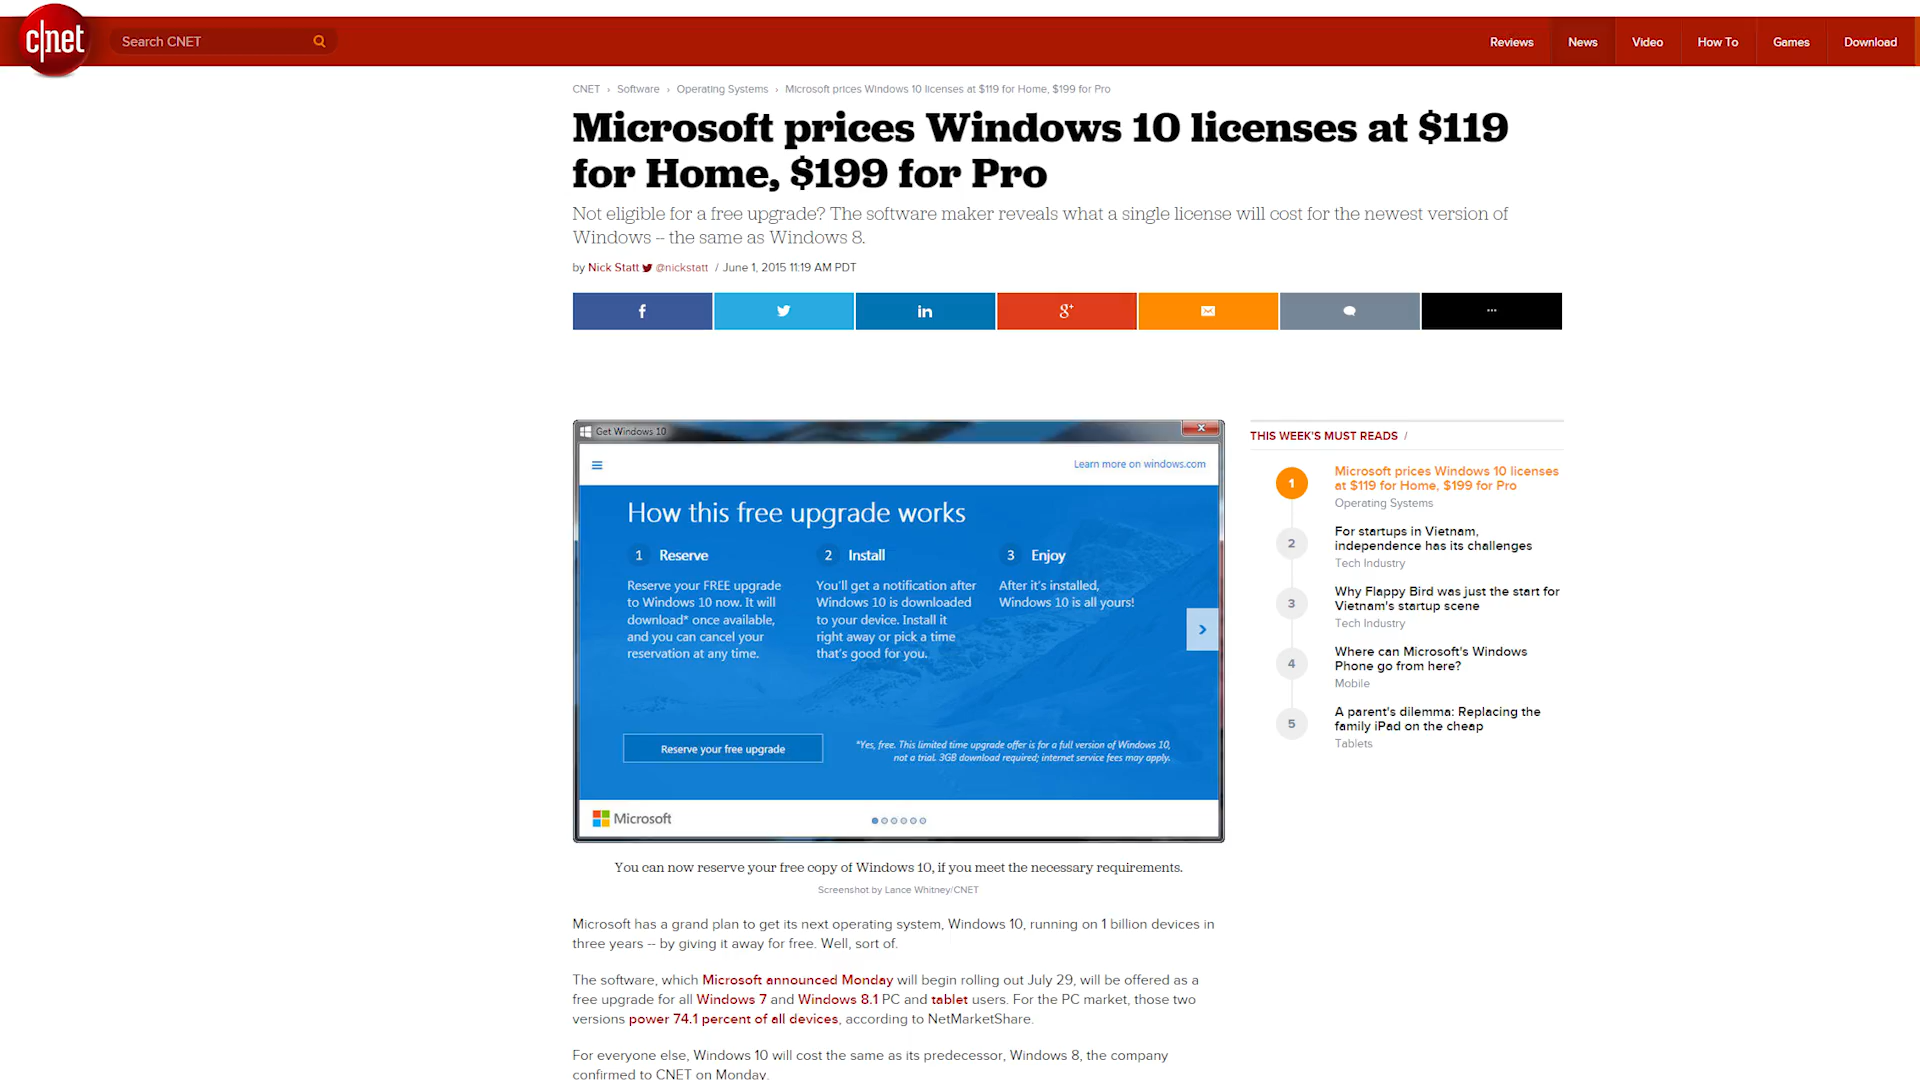 c|net
Search CNET
Reviews
News
Video
How To
Games
Download
CNET › Software › Operating Systems › Microsoft prices Windows 10 licenses at $119 for Home, $199 for Pro
Microsoft prices Windows 10 licenses at $119
for Home, $199 for Pro
Not eligible for a free upgrade? The software maker reveals what a single license will cost for the newest version of
Windows -- the same as Windows 8.
by Nick Statt @nickstatt / June 1, 2015 11:19 AM PDT
f
in
g+
...
Get Windows 10
X
Learn more on windows.com
How this free upgrade works
1 Reserve
Reserve your FREE upgrade
to Windows 10 now. It will
download* once available,
and you can cancel your
reservation at any time.
2 Install
You'll get a notification after
Windows 10 is downloaded
to your device. Install it
right away or pick a time
that's good for you.
3 Enjoy
After it's installed,
Windows 10 is all yours!
Reserve your free upgrade
*Yes, free. This limited time upgrade offer is for a full version of Windows 10,
not a trial. 3GB download required; internet service fees may apply.
Microsoft
You can now reserve your free copy of Windows 10, if you meet the necessary requirements.
Screenshot by Lance Whitney/CNET
Microsoft has a grand plan to get its next operating system, Windows 10, running on 1 billion devices in
three years -- by giving it away for free. Well, sort of.
The software, which Microsoft announced Monday will begin rolling out July 29, will be offered as a
free upgrade for all Windows 7 and Windows 8.1 PC and tablet users. For the PC market, those two
versions power 74.1 percent of all devices, according to NetMarketShare.
For everyone else, Windows 10 will cost the same as its predecessor, Windows 8, the company
confirmed to CNET on Monday.
THIS WEEK'S MUST READS /
1
Microsoft prices Windows 10 licenses
at $119 for Home, $199 for Pro
Operating Systems
2
For startups in Vietnam,
independence has its challenges
Tech Industry
3
Why Flappy Bird was just the start for
Vietnam's startup scene
Tech Industry
4
Where can Microsoft's Windows
Phone go from here?
Mobile
5
A parent's dilemma: Replacing the
family iPad on the cheap
Tablets